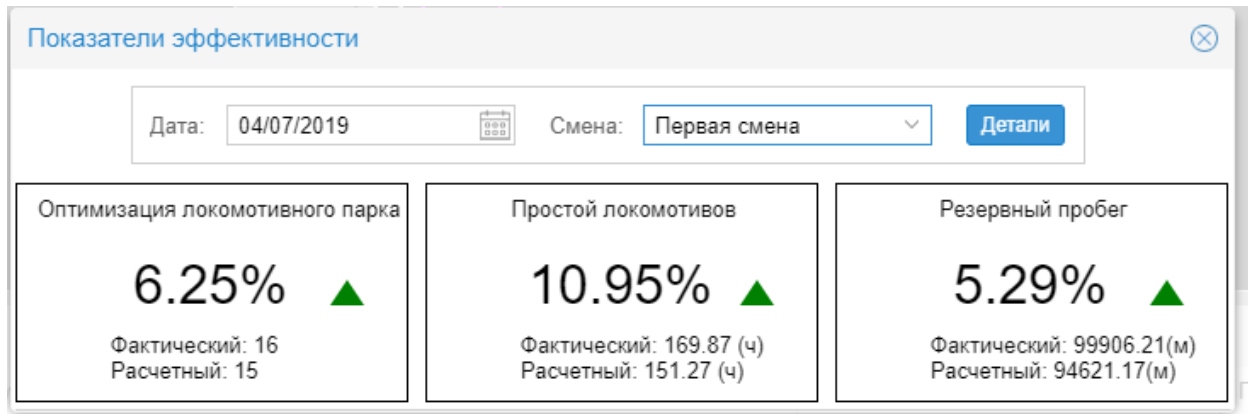 Показатели эффективности
Дата: 04/07/2019 Смена: Первая смена Детали
Оптимизация локомотивного парка
6.25%
Фактический: 16
Расчетный: 15
Простой локомотивов
10.95%
Фактический: 169.87 (ч)
Расчетный: 151.27 (ч)
Резервный пробег
5.29%
Фактический: 99906.21(м)
Расчетный: 94621.17(м)